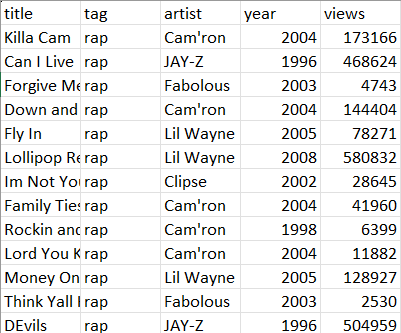 title tag artist year views
Killa Cam rap Cam'ron 2004 173166
Can I Live rap JAY-Z 1996 468624
Forgive Me rap Fabolous 2003 4743
Down and rap Cam'ron 2004 144404
Fly In rap Lil Wayne 2005 78271
Lollipop Re rap Lil Wayne 2008 580832
Im Not You rap Clipse 2002 28645
Family Ties rap Cam'ron 2004 41960
Rockin and rap Cam'ron 1998 6399
Lord You K rap Cam'ron 2004 11882
Money On rap Lil Wayne 2005 128927
Think Yall I rap Fabolous 2003 2530
DEvils rap JAY-Z 1996 504959